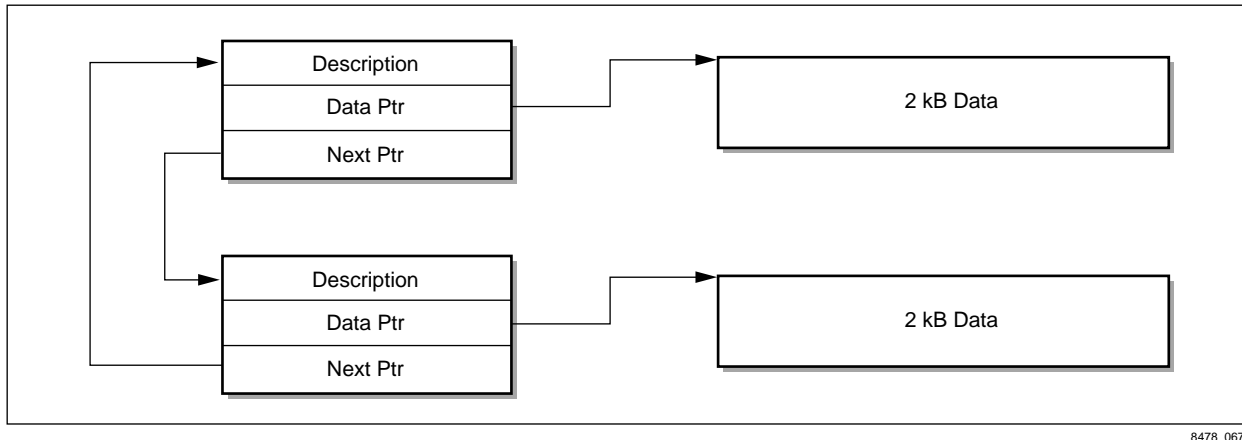 Description
Data Ptr
2 kB Data
Next Ptr
Description
Data Ptr
2 kB Data
Next Ptr
8478_067